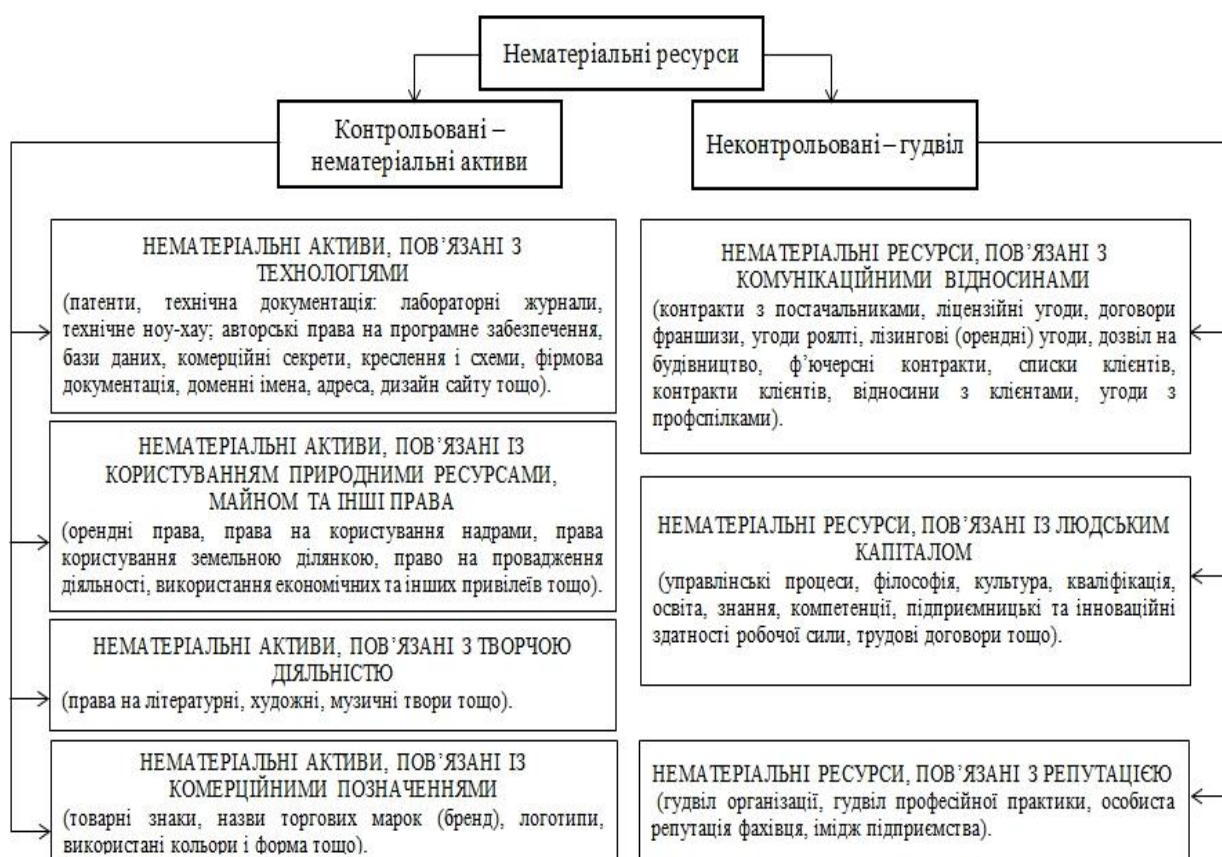 Нематеріальні ресурси
Контрольовані –
нематеріальні активи
Неконтрольовані – гудвіл
НЕМАТЕРІАЛЬНІ АКТИВИ, ПОВ’ЯЗАНІ З
ТЕХНОЛОГІЯМИ
(патенти, технічна документація: лабораторні журнали,
технічне ноу-хау; авторські права на програмне забезпечення,
бази даних, комерційні секрети, креслення і схеми, фірмова
документація, доменні імена, адреса, дизайн сайту тощо).
НЕМАТЕРІАЛЬНІ АКТИВИ, ПОВ’ЯЗАНІ ІЗ
КОРИСТУВАННЯМ ПРИРОДНИМИ РЕСУРСАМИ,
МАЙНОМ ТА ІНШІ ПРАВА
(орендні права, права на користування надрами, права
користування земельною ділянкою, право на провадження
діяльності, використання економічних та інших привілеїв тощо).
НЕМАТЕРІАЛЬНІ АКТИВИ, ПОВ’ЯЗАНІ З ТВОРЧОЮ
ДІЯЛЬНІСТЮ
(права на літературні, художні, музичні твори тощо).
НЕМАТЕРІАЛЬНІ АКТИВИ, ПОВ’ЯЗАНІ ІЗ
КОМЕРЦІЙНИМИ ПОЗНАЧЕННЯМИ
(товарні знаки, назви торгових марок (бренд), логотипи,
використані кольори і форма тощо).
НЕМАТЕРІАЛЬНІ РЕСУРСИ, ПОВ’ЯЗАНІ З
КОМУНІКАЦІЙНИМИ ВІДНОСИНАМИ
(контракти з постачальниками, ліцензійні угоди, договори
франшизи, угоди роялті, лізингові (орендні) угоди, дозвіл на
будівництво, ф’ючерсні контракти, списки клієнтів,
контракти клієнтів, відносини з клієнтами, угоди з
профспілками).
НЕМАТЕРІАЛЬНІ РЕСУРСИ, ПОВ’ЯЗАНІ ІЗ ЛЮДСЬКИМ
КАПІТАЛОМ
(управлінські процеси, філософія, культура, кваліфікація,
освіта, знання, компетенції, підприємницькі та інноваційні
здатності робочої сили, трудові договори тощо).
НЕМАТЕРІАЛЬНІ РЕСУРСИ, ПОВ’ЯЗАНІ З РЕПУТАЦІЄЮ
(гудвіл організації, гудвіл професійної практики, особиста
репутація фахівця, імідж підприємства).